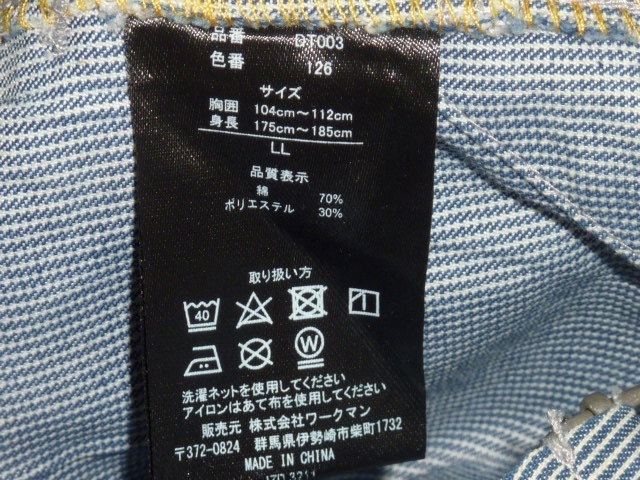 品番 DT003
色番 126
サイズ
胸囲 104cm～112cm
身長 175cm～185cm
LL
品質表示
綿 70%
ポリエステル 30%
取り扱い方
40
W
洗濯ネットを使用してください
アイロンはあて布を使用してください
販売元 株式会社ワークマン
〒372-0824 群馬県伊勢崎市柴町1732
MADE IN CHINA